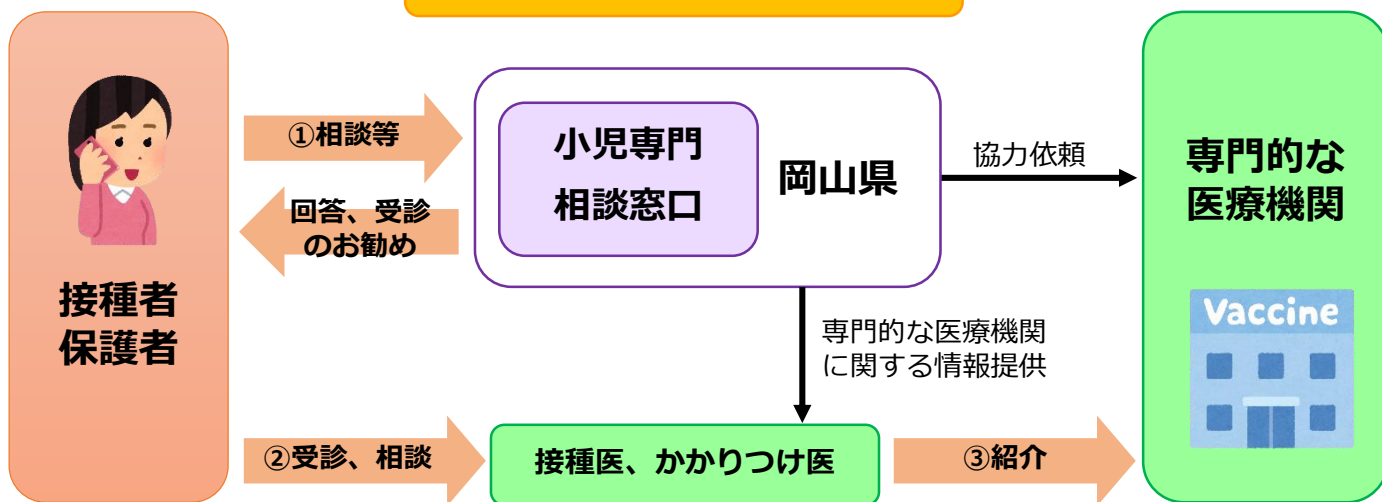 ①相談等
回答、受診
のお勧め
接種者
保護者
小児専門
相談窓口
岡山県
協力依頼
専門的な
医療機関
Vaccine
専門的な医療機関
に関する情報提供
②受診、相談
接種医、かかりつけ医
③紹介